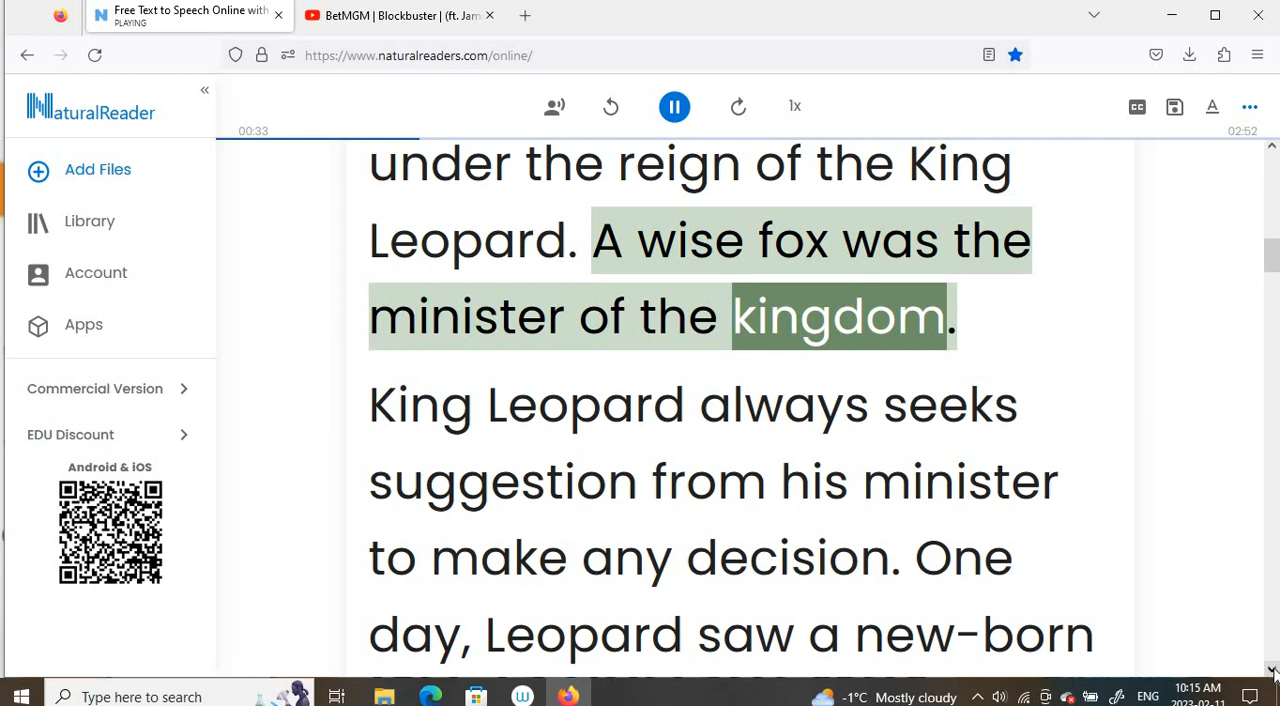 Free Text to Speech Online with
PLAYING
BetMGM | Blockbuster | (ft. Jam
https://www.naturalreaders.com/online/
NaturalReader
«
00:33
1x
CC
A
02:52
Add Files
Library
Account
Apps
Commercial Version
EDU Discount
Android & iOS
under the reign of the King
Leopard. A wise fox was the
minister of the kingdom.
King Leopard always seeks
suggestion from his minister
to make any decision. One
day, Leopard saw a new-born
Type here to search
-1°C Mostly cloudy
ENG
10:15 AM
2023-02-11